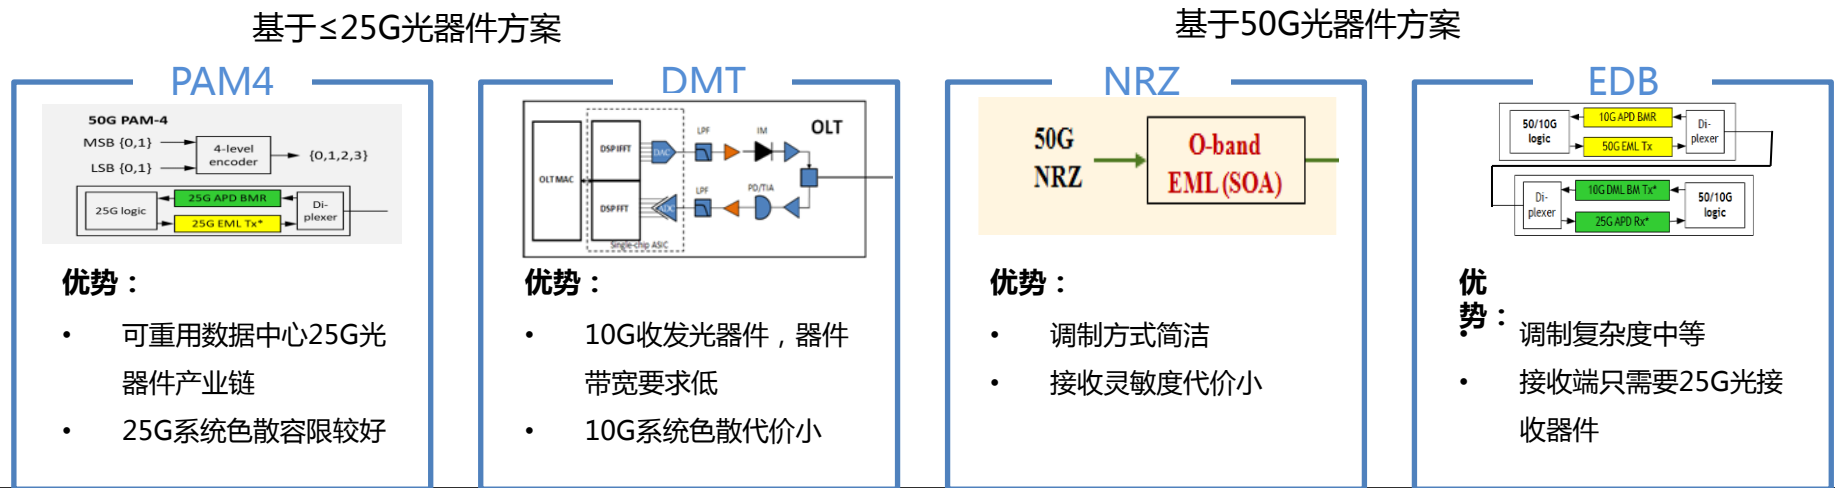 基于≤25G光器件方案
基于50G光器件方案
PAM4
50G PAM-4
MSB {0,1}
LSB {0,1}
4-level
encoder
{0,1,2,3}
25G logic
25G APD BMR
25G EML Tx*
Di-
plexer
优势：
• 可重用数据中心25G光
器件产业链
• 25G系统色散容限较好
DMT
OLT
OLT MAC
DSP IFFT
DAC
LPF
IM
DSP FFT
ADC
LPF
PD/TIA
Single-chip ASIC
优势：
• 10G收发光器件，器件
带宽要求低
• 10G系统色散代价小
NRZ
50G
NRZ
O-band
EML (SOA)
优势：
• 调制方式简洁
• 接收灵敏度代价小
EDB
50/10G
logic
10G APD BMR
50G EML Tx
Di-
plexer
Di-
plexer
10G DML BM Tx*
25G APD Rx*
50/10G
logic
优
势：
• 调制复杂度中等
• 接收端只需要25G光接
收器件